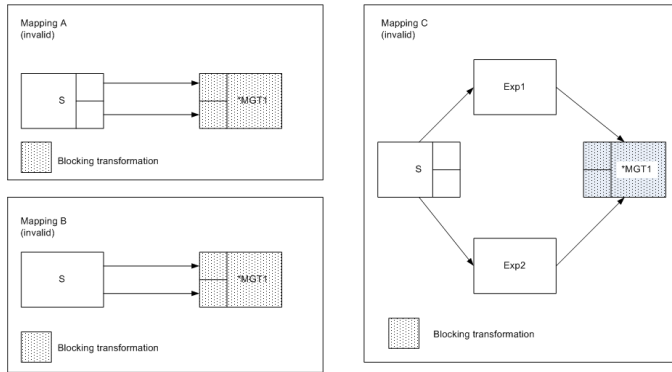 Mapping A
(invalid)
S
*MGT1
Blocking transformation
Mapping B
(invalid)
S
*MGT1
Blocking transformation
Mapping C
(invalid)
Exp1
S
*MGT1
Exp2
Blocking transformation